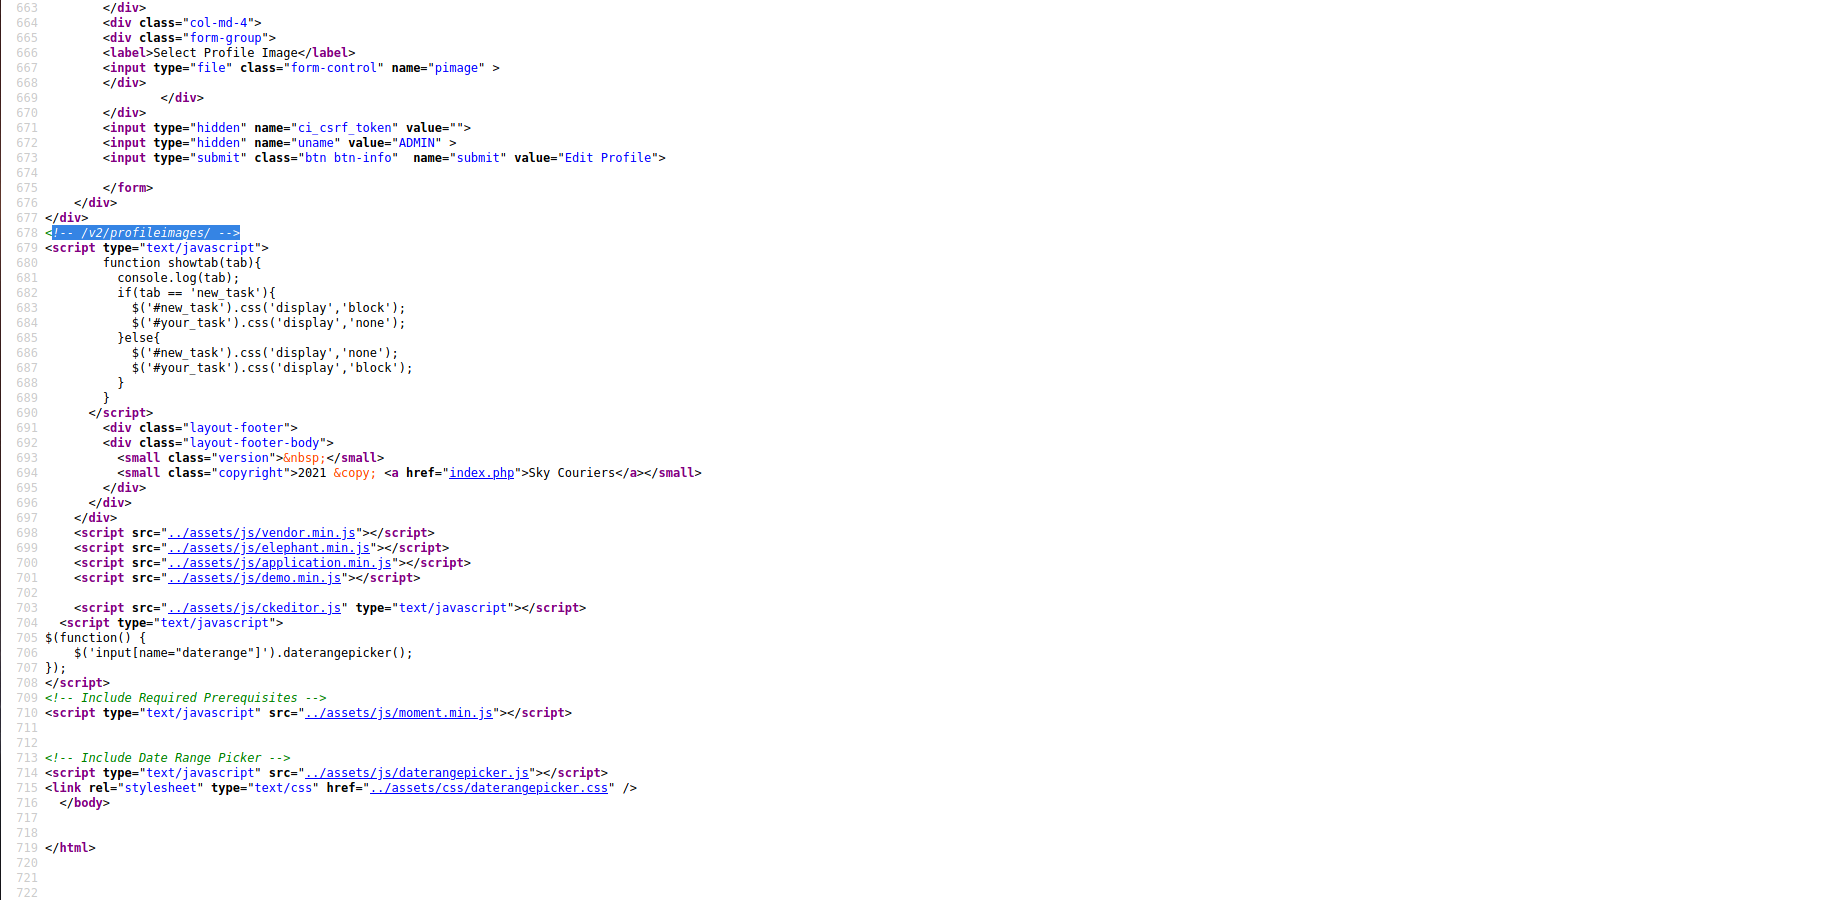 663         </div>
664         <div class="col-md-4">
665         <div class="form-group">
666         <label>Select Profile Image</label>
667         <input type="file" class="form-control" name="pimage" >
668         </div>
669                 </div>
670         </div>
671         <input type="hidden" name="ci_csrf_token" value="">
672         <input type="hidden" name="uname" value="ADMIN" >
673         <input type="submit" class="btn btn-info"  name="submit" value="Edit Profile">
674
675         </form>
676     </div>
677 </div>
678 <!-- /v2/profileimages/ -->
679 <script type="text/javascript">
680         function showtab(tab){
681           console.log(tab);
682           if(tab == 'new_task'){
683             $('#new_task').css('display','block');
684             $('#your_task').css('display','none');
685           }else{
686             $('#new_task').css('display','none');
687             $('#your_task').css('display','block');
688           }
689         }
690       </script>
691         <div class="layout-footer">
692         <div class="layout-footer-body">
693           <small class="version">&nbsp;</small>
694           <small class="copyright">2021 &copy; <a href="index.php">Sky Couriers</a></small>
695         </div>
696       </div>
697     </div>
698     <script src="../assets/js/vendor.min.js"></script>
699     <script src="../assets/js/elephant.min.js"></script>
700     <script src="../assets/js/application.min.js"></script>
701     <script src="../assets/js/demo.min.js"></script>
702
703     <script src="../assets/js/ckeditor.js" type="text/javascript"></script>
704   <script type="text/javascript">
705 $(function() {
706     $('input[name="daterange"]').daterangepicker();
707 });
708 </script>
709 <!-- Include Required Prerequisites -->
710 <script type="text/javascript" src="../assets/js/moment.min.js"></script>
711
712
713 <!-- Include Date Range Picker -->
714 <script type="text/javascript" src="../assets/js/daterangepicker.js"></script>
715 <link rel="stylesheet" type="text/css" href="../assets/css/daterangepicker.css" />
716   </body>
717
718
719 </html>
720
721
722